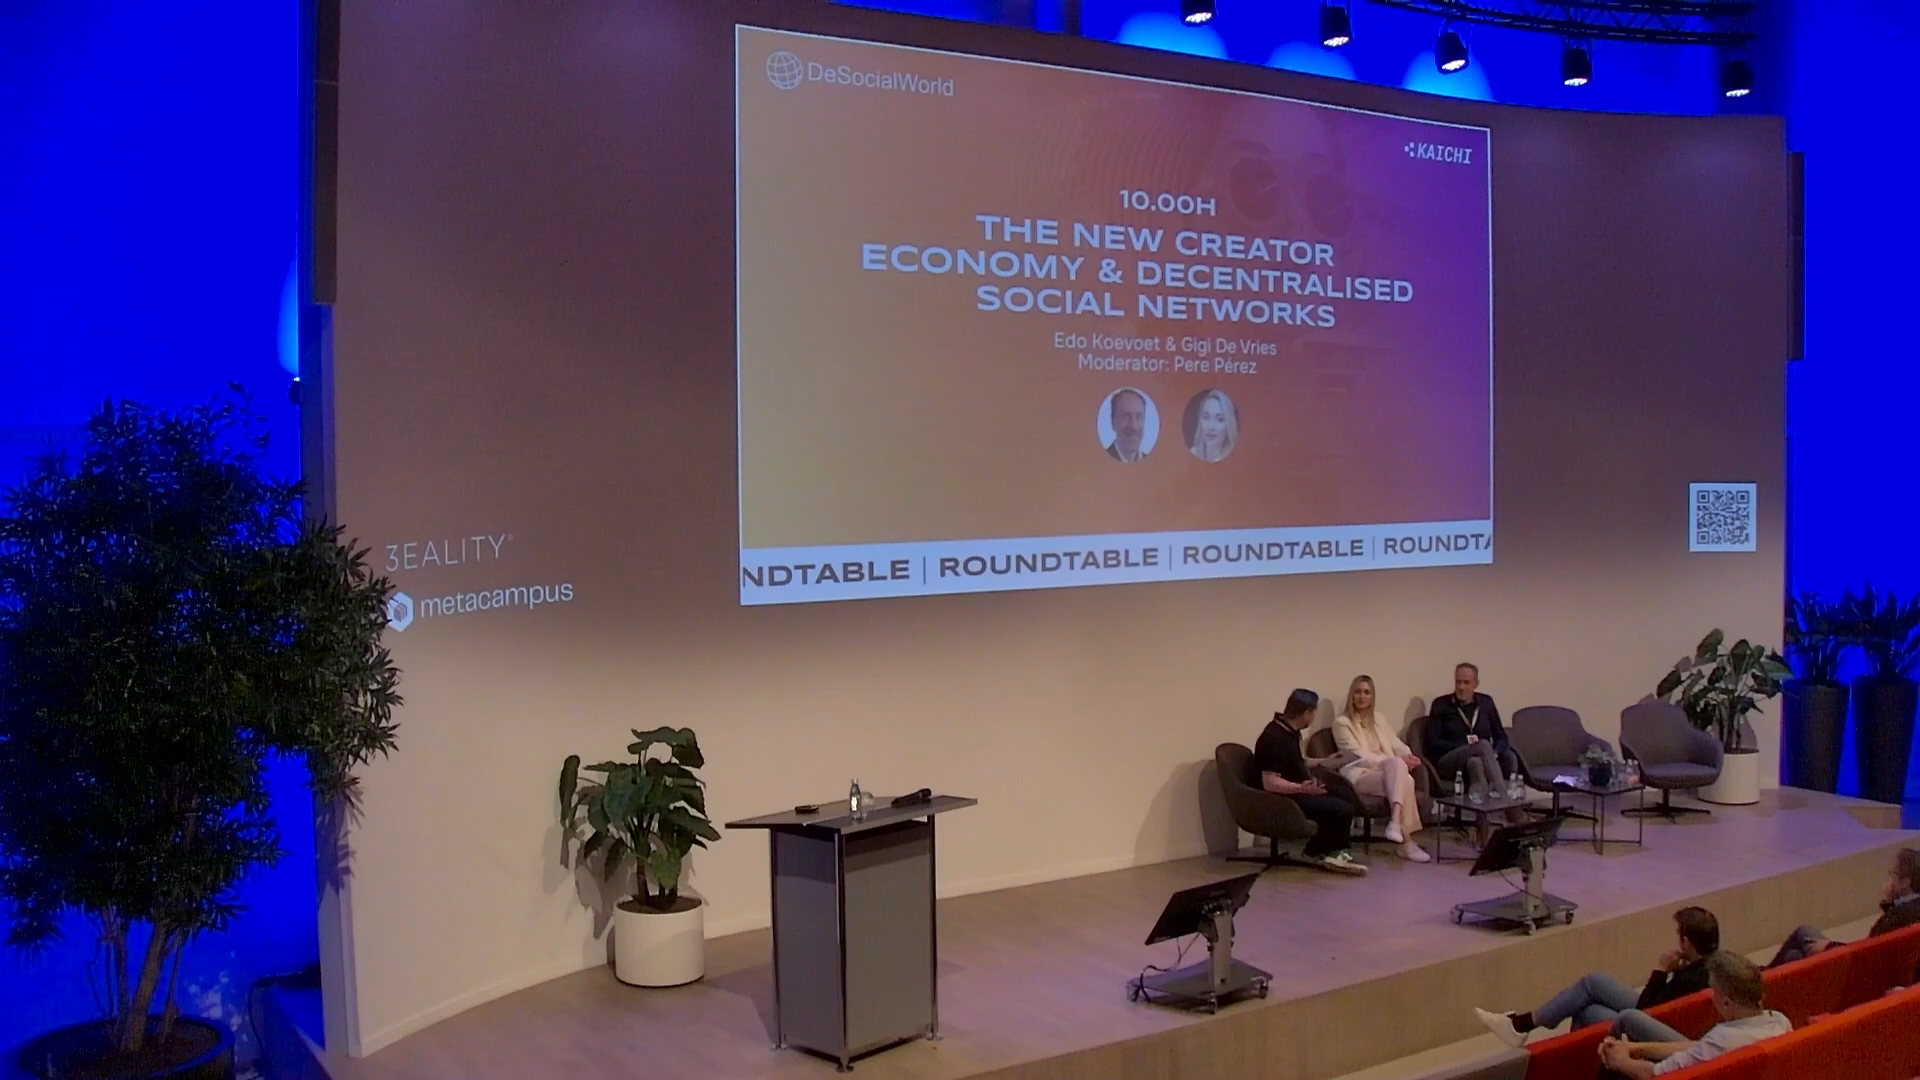 DeSocialWorld
KAICHI
10.00H
THE NEW CREATOR
ECONOMY & DECENTRALISED
SOCIAL NETWORKS
Edo Koevoet & Gigi De Vries
Moderator: Pere Pérez
NDTABLE | ROUNDTABLE | ROUNDTABLE | ROUNDTA
3EALITY®
metacampus